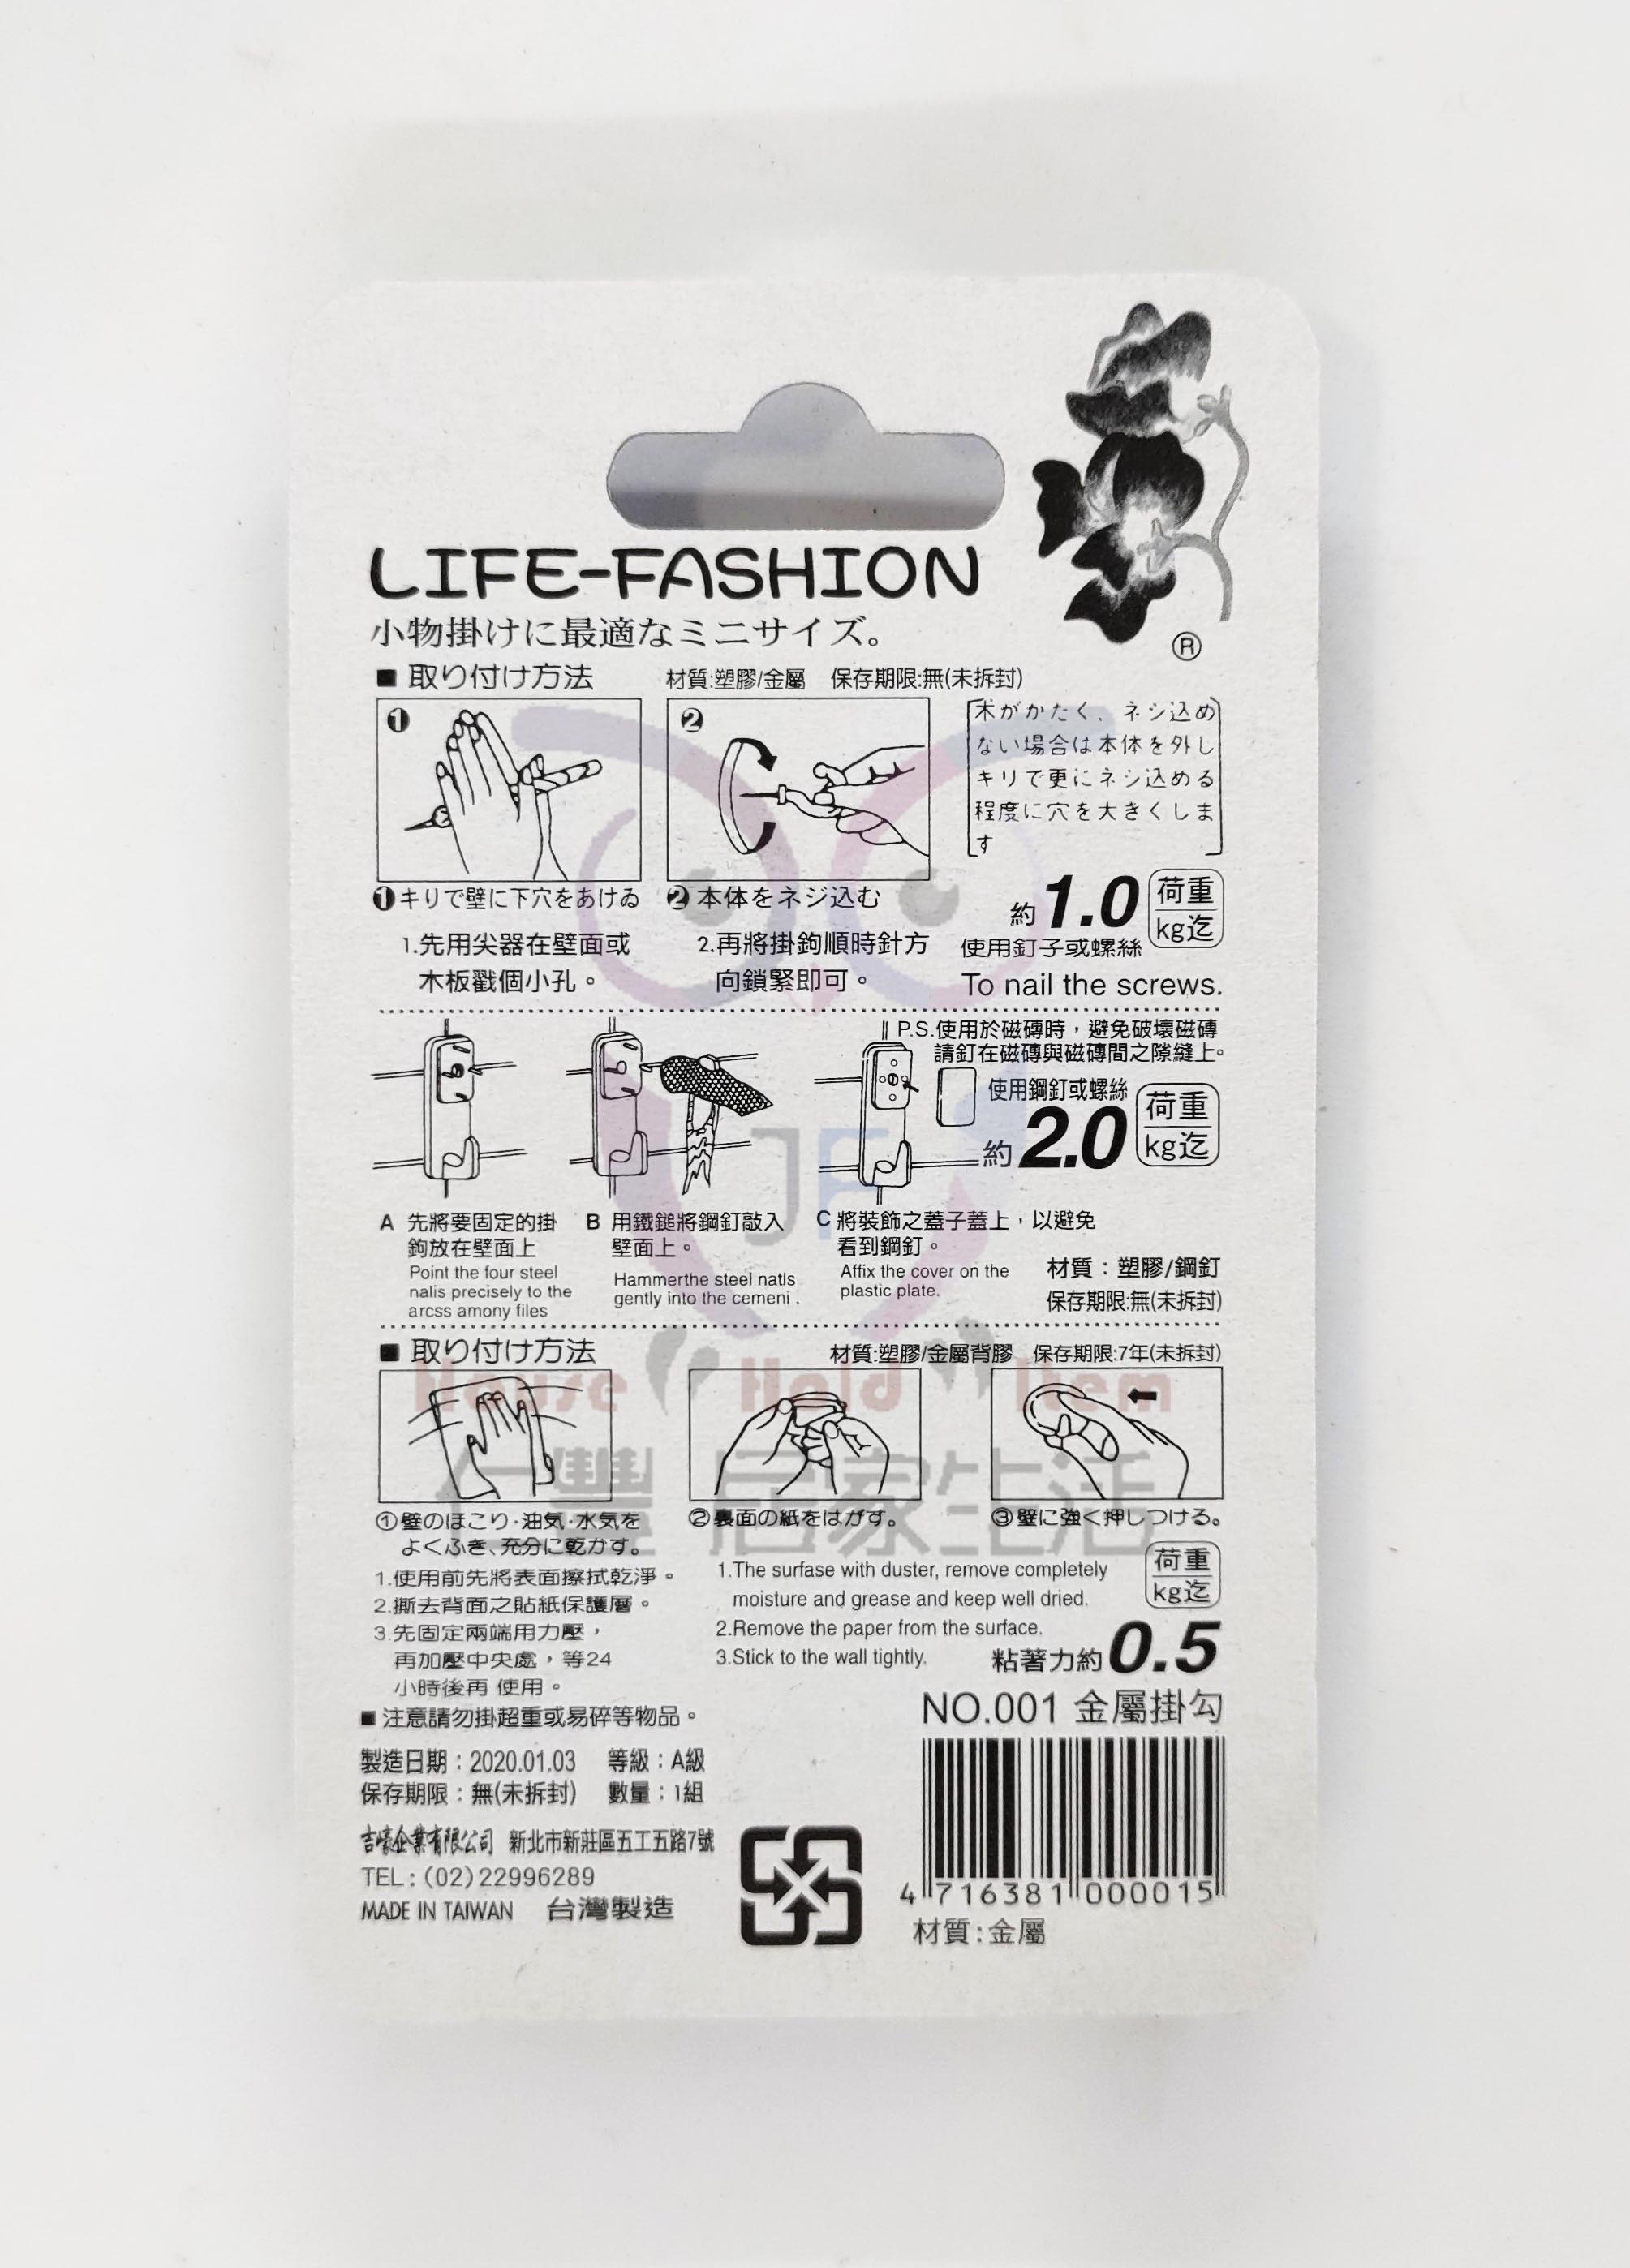 LIFE-FASHION
小物掛けに最適なミニサイズ。
®
■ 取り付け方法 材質:塑膠/金屬 保存期限:無(未拆封)
❶
❷
木がかたく、ネジ込め
ない場合は本体を外し
キリで更にネジ込める
程度に穴を大きくしま
す
❶キリで壁に下穴をあけゐ
❷本体をネジ込む
1.先用尖器在壁面或
木板戳個小孔。
2.再將掛鉤順時針方
向鎖緊即可。
約1.0 荷重kg迄
使用釘子或螺絲
To nail the screws.
P.S.使用於磁磚時,避免破壞磁磚
請釘在磁磚與磁磚間之隙縫上。
使用鋼釘或螺絲
約2.0 荷重kg迄
A 先將要固定的掛
鉤放在壁面上
Point the four steel
nalis precisely to the
arcss amony files
B 用鐵鎚將鋼釘敲入
壁面上。
Hammerthe steel natls
gently into the cemeni .
C 將裝飾之蓋子蓋上,以避免
看到鋼釘。
Affix the cover on the
plastic plate.
材質:塑膠/鋼釘
保存期限:無(未拆封)
■ 取り付け方法 材質:塑膠/金屬背膠 保存期限:7年(未拆封)
①壁のほこり·油気·水気を
よくふき、充分に乾かす。
②裏面の紙をはがす。
③壁に強く押しつける。
1.使用前先將表面擦拭乾淨。
2.撕去背面之貼紙保護層。
3.先固定兩端用力壓,
再加壓中央處,等24
小時後再 使用。
1.The surfase with duster, remove completely
moisture and grease and keep well dried.
2.Remove the paper from the surface.
3.Stick to the wall tightly.
荷重kg迄
粘著力約0.5
■ 注意請勿掛超重或易碎等物品。
NO.001 金屬掛勾
製造日期:2020.01.03 等級:A級
保存期限:無(未拆封) 數量:1組
吉嚎企業有限公司 新北市新莊區五工五路7號
TEL:(02)22996289
MADE IN TAIWAN 台灣製造
4 716381 000015
材質:金屬
JF
House Hold Item
仁豐 居家生活